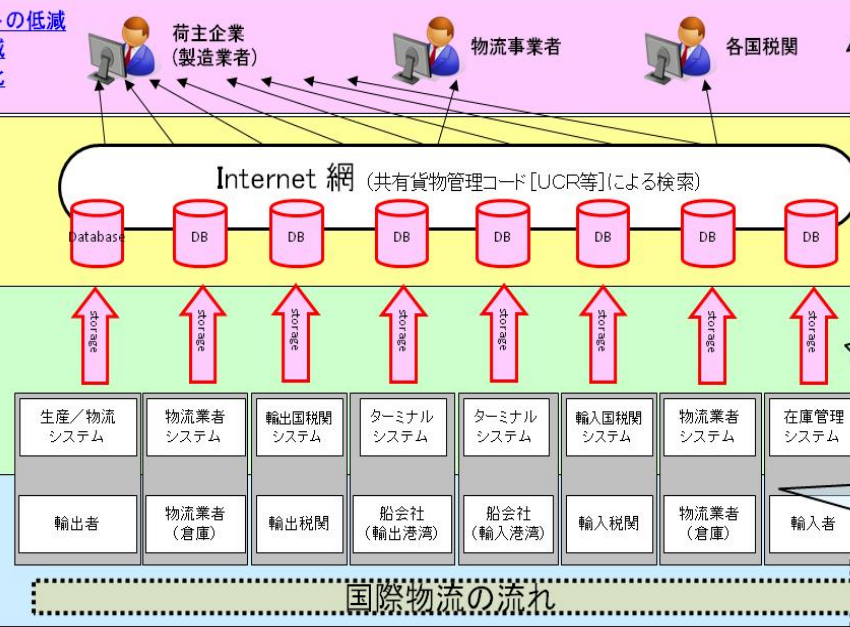 の低減
減
化
荷主企業
(製造業者)
物流事業者
各国税関
Internet 網 (共有貨物管理コード[UCR等]による検索)
Database
DB
DB
DB
DB
DB
DB
DB
storage
storage
storage
storage
storage
storage
storage
storage
生産/物流
システム
物流業者
システム
輸出国税関
システム
ターミナル
システム
ターミナル
システム
輸入国税関
システム
物流業者
システム
在庫管理
システム
輸出者
物流業者
(倉庫)
輸出税関
船会社
(輸出港湾)
船会社
(輸入港湾)
輸入税関
物流業者
(倉庫)
輸入者
国際物流の流れ